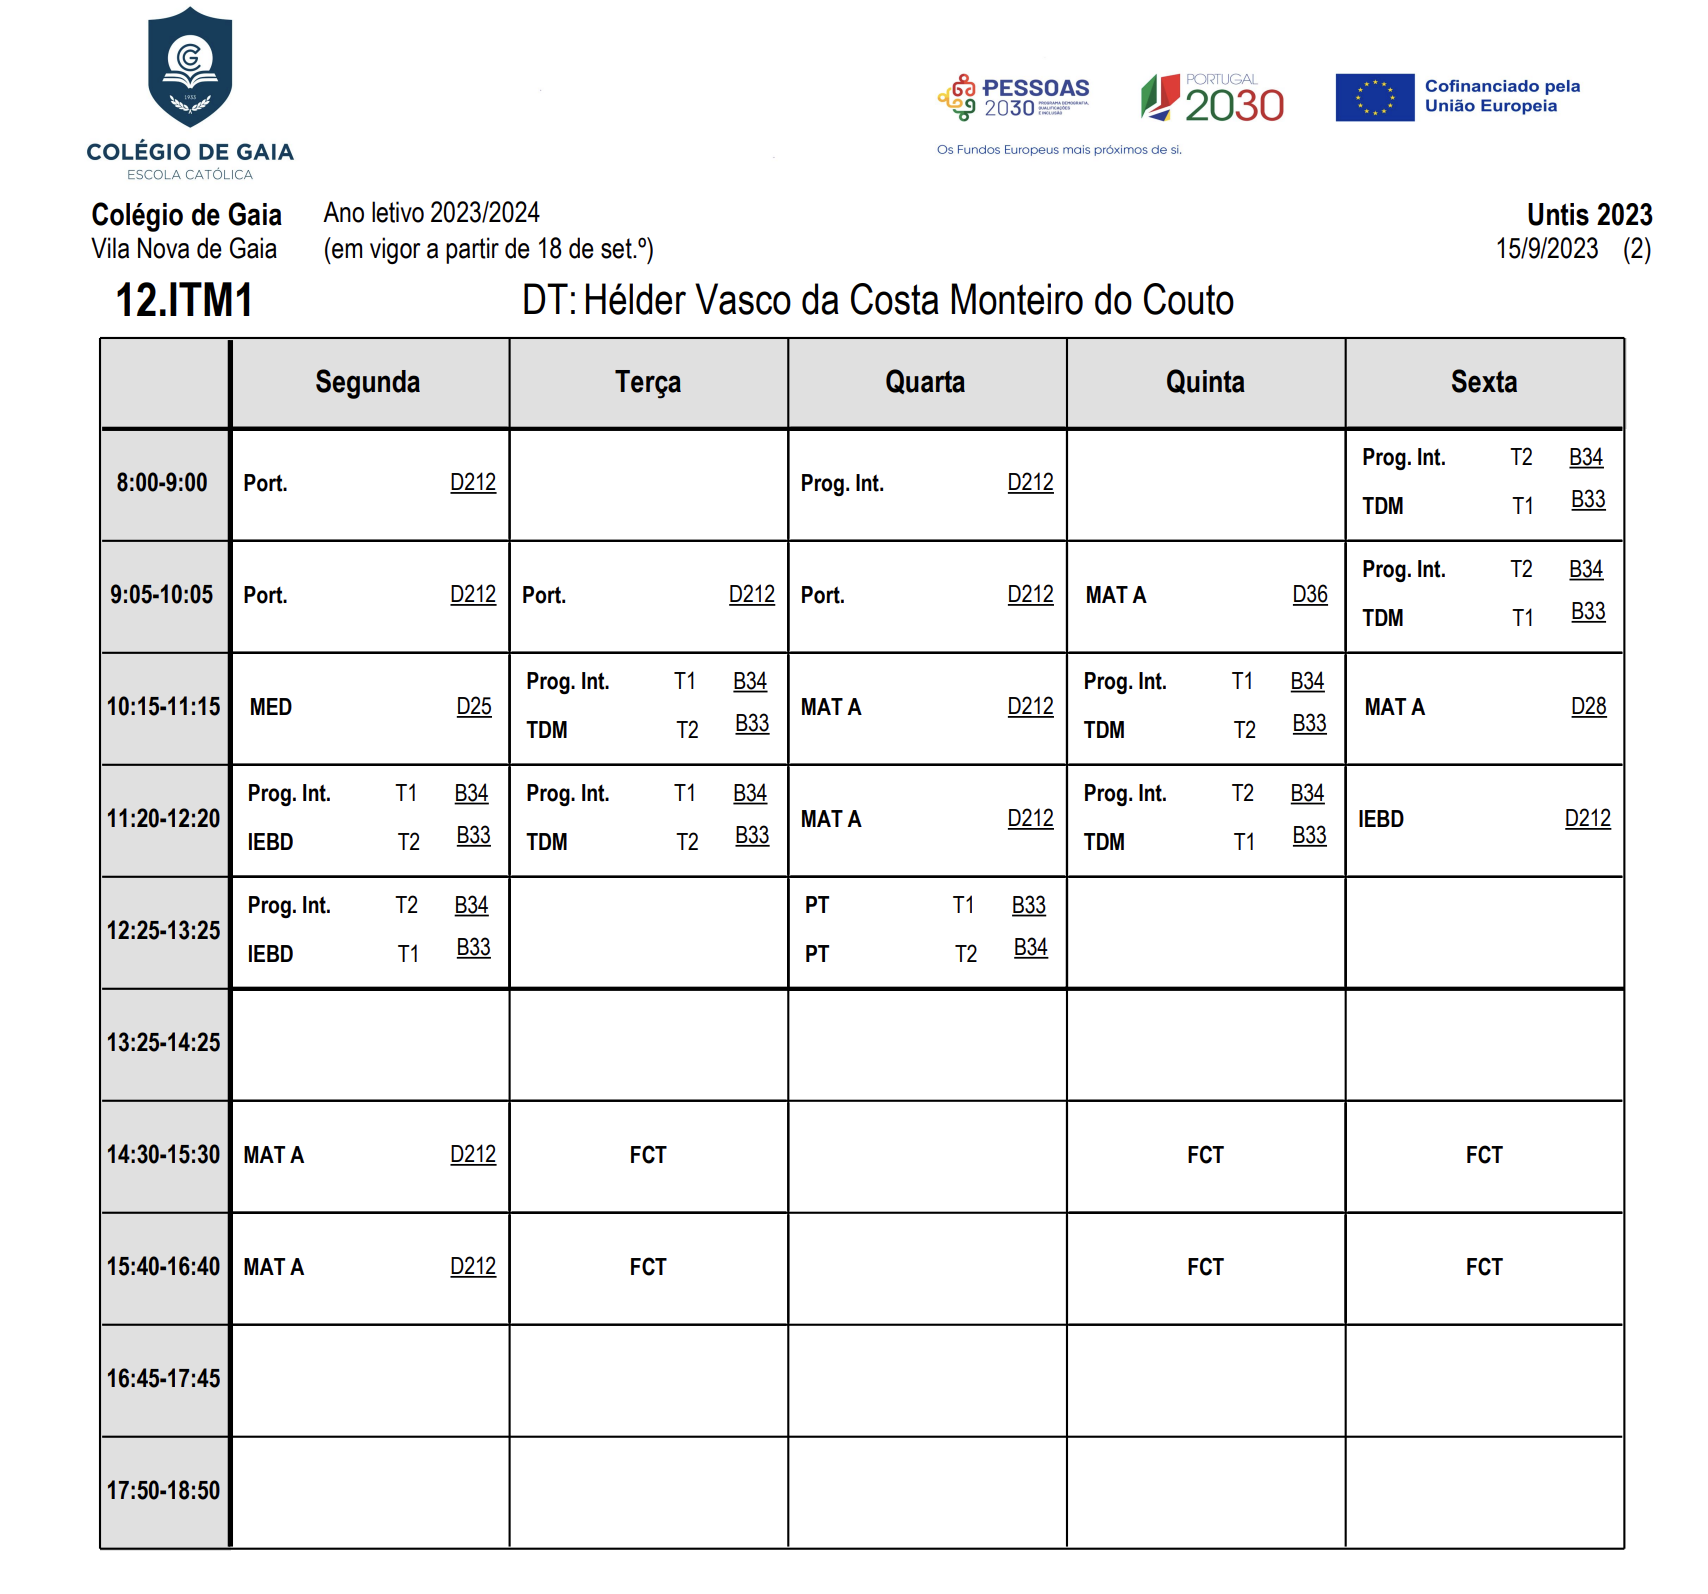 1933
COLÉGIO DE GAIA
ESCOLA CATÓLICA
PESSOAS
2030 PROGRAMA DEMOGRAFIA, QUALIFICAÇÕES E INCLUSÃO
PORTUGAL
2030
Cofinanciado pela
União Europeia
Os Fundos Europeus mais próximos de si.
Colégio de Gaia Ano letivo 2023/2024 Untis 2023
Vila Nova de Gaia (em vigor a partir de 18 de set.º) 15/9/2023 (2)
12.ITM1 DT: Hélder Vasco da Costa Monteiro do Couto
Segunda Terça Quarta Quinta Sexta
8:00-9:00 Port. D212 Prog. Int. D212 Prog. Int. T2 B34
TDM T1 B33
9:05-10:05 Port. D212 Port. D212 Port. D212 MAT A D36 Prog. Int. T2 B34
TDM T1 B33
10:15-11:15 MED D25 Prog. Int. T1 B34 MAT A D212 Prog. Int. T1 B34 MAT A D28
TDM T2 B33 TDM T2 B33
11:20-12:20 Prog. Int. T1 B34 Prog. Int. T1 B34 MAT A D212 Prog. Int. T2 B34 IEBD D212
IEBD T2 B33 TDM T2 B33 TDM T1 B33
12:25-13:25 Prog. Int. T2 B34 PT T1 B33
IEBD T1 B33 PT T2 B34
13:25-14:25
14:30-15:30 MAT A D212 FCT FCT FCT
15:40-16:40 MAT A D212 FCT FCT FCT
16:45-17:45
17:50-18:50